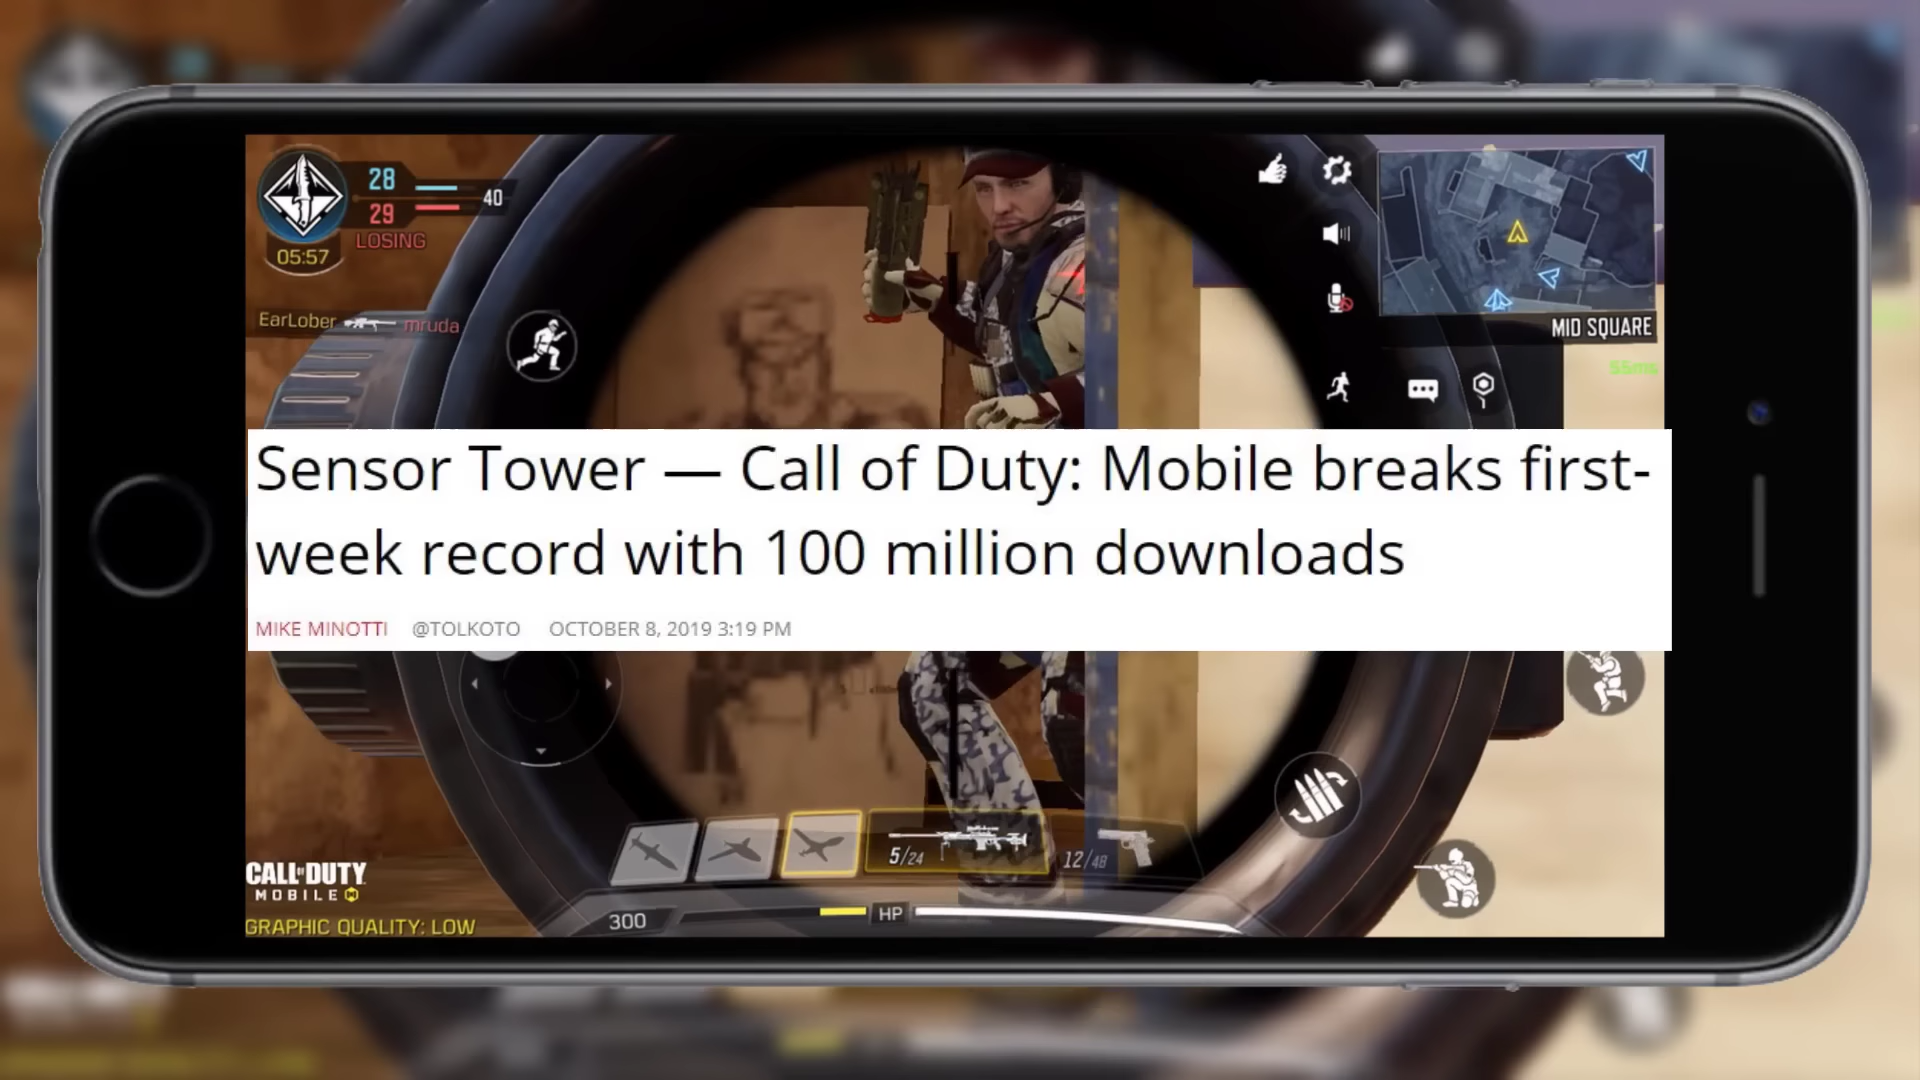 28
40
29
LOSING
05:57
EarLober mruda
MID SQUARE
55ms
Sensor Tower — Call of Duty: Mobile breaks first-
week record with 100 million downloads
MIKE MINOTTI @TOLKOTO OCTOBER 8, 2019 3:19 PM
5/24
12/48
CALL OF DUTY
MOBILE
300 HP
GRAPHIC QUALITY: LOW